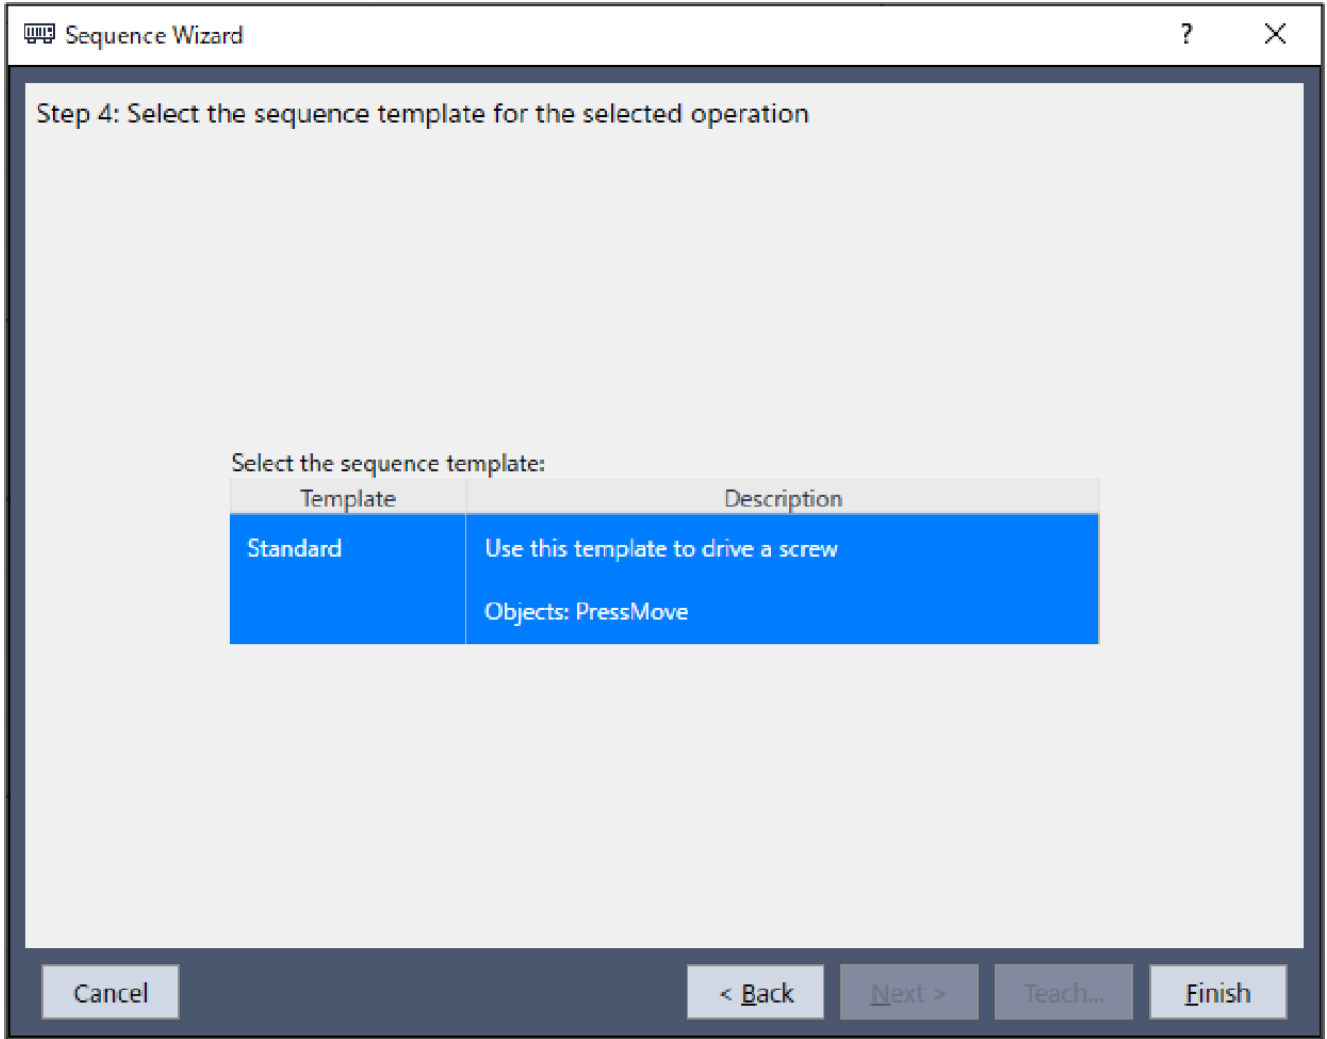 Sequence Wizard
?
Step 4: Select the sequence template for the selected operation
Select the sequence template:
Template Description
Standard Use this template to drive a screw
Objects: PressMove
Cancel < Back Next > Teach... Finish